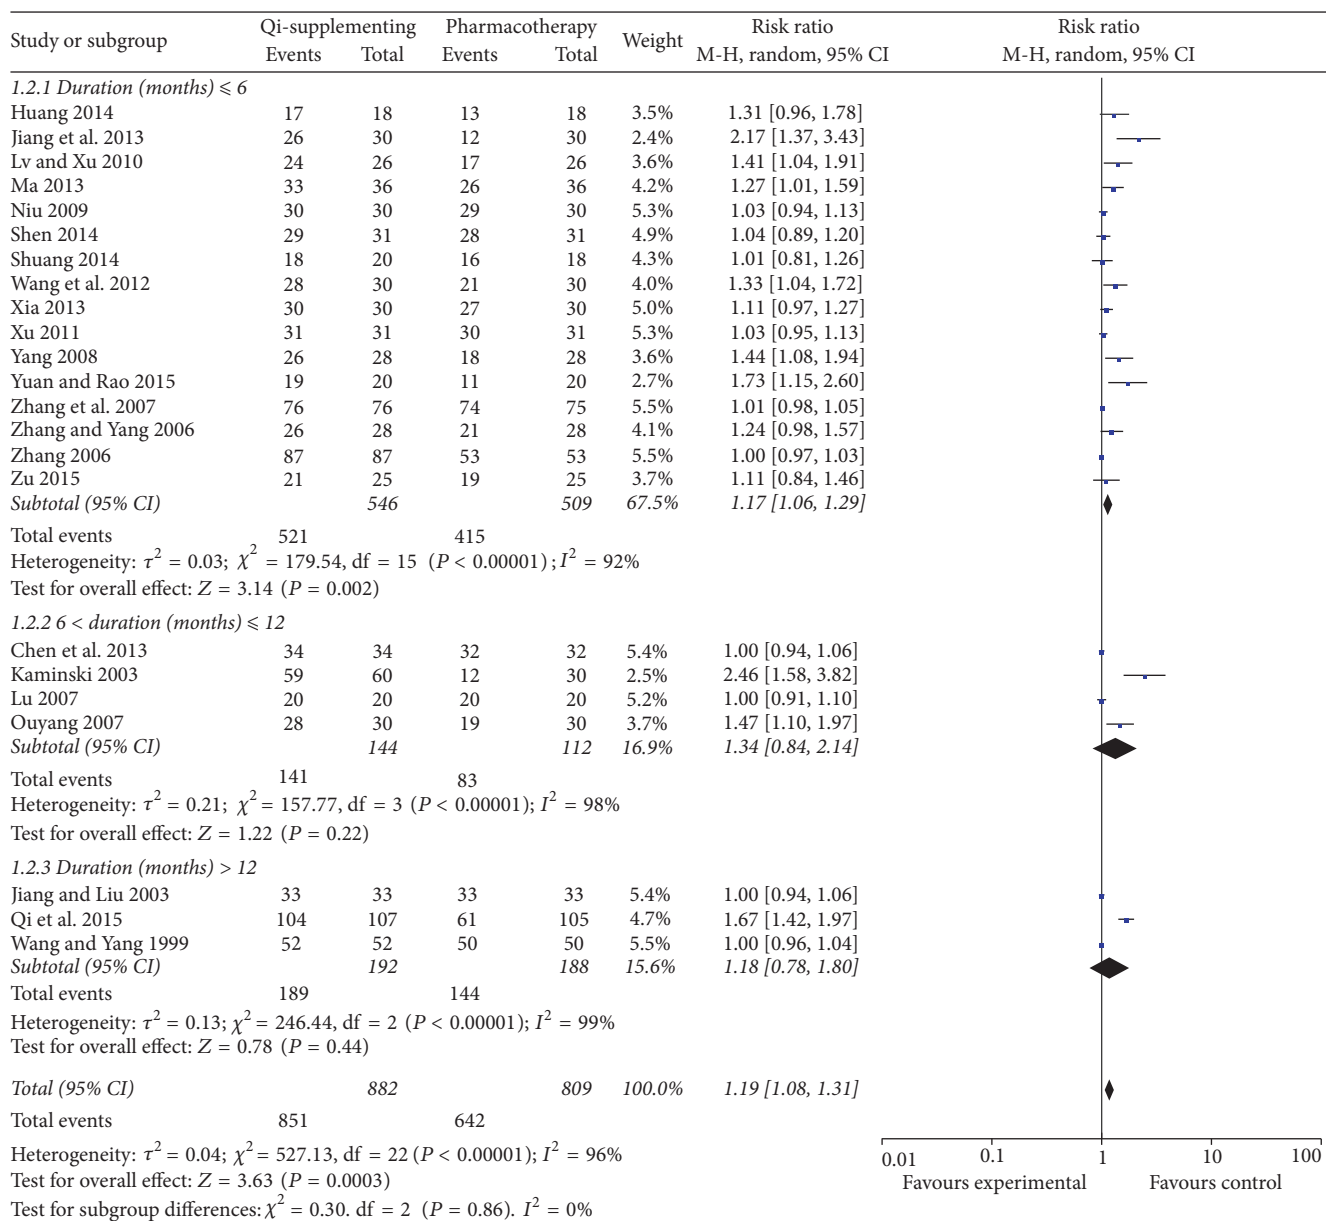 Study or subgroup Qi-supplementing Pharmacotherapy Weight Risk ratio Risk ratio
Events Total Events Total M-H, random, 95% CI M-H, random, 95% CI
1.2.1 Duration (months) ⩽ 6
Huang 2014 17 18 13 18 3.5% 1.31 [0.96, 1.78]
Jiang et al. 2013 26 30 12 30 2.4% 2.17 [1.37, 3.43]
Lv and Xu 2010 24 26 17 26 3.6% 1.41 [1.04, 1.91]
Ma 2013 33 36 26 36 4.2% 1.27 [1.01, 1.59]
Niu 2009 30 30 29 30 5.3% 1.03 [0.94, 1.13]
Shen 2014 29 31 28 31 4.9% 1.04 [0.89, 1.20]
Shuang 2014 18 20 16 18 4.3% 1.01 [0.81, 1.26]
Wang et al. 2012 28 30 21 30 4.0% 1.33 [1.04, 1.72]
Xia 2013 30 30 27 30 5.0% 1.11 [0.97, 1.27]
Xu 2011 31 31 30 31 5.3% 1.03 [0.95, 1.13]
Yang 2008 26 28 18 28 3.6% 1.44 [1.08, 1.94]
Yuan and Rao 2015 19 20 11 20 2.7% 1.73 [1.15, 2.60]
Zhang et al. 2007 76 76 74 75 5.5% 1.01 [0.98, 1.05]
Zhang and Yang 2006 26 28 21 28 4.1% 1.24 [0.98, 1.57]
Zhang 2006 87 87 53 53 5.5% 1.00 [0.97, 1.03]
Zu 2015 21 25 19 25 3.7% 1.11 [0.84, 1.46]
Subtotal (95% CI) 546 509 67.5% 1.17 [1.06, 1.29]
Total events 521 415
Heterogeneity: τ² = 0.03; χ² = 179.54, df = 15 (P < 0.00001); I² = 92%
Test for overall effect: Z = 3.14 (P = 0.002)
1.2.2 6 < duration (months) ⩽ 12
Chen et al. 2013 34 34 32 32 5.4% 1.00 [0.94, 1.06]
Kaminski 2003 59 60 12 30 2.5% 2.46 [1.58, 3.82]
Lu 2007 20 20 20 20 5.2% 1.00 [0.91, 1.10]
Ouyang 2007 28 30 19 30 3.7% 1.47 [1.10, 1.97]
Subtotal (95% CI) 144 112 16.9% 1.34 [0.84, 2.14]
Total events 141 83
Heterogeneity: τ² = 0.21; χ² = 157.77, df = 3 (P < 0.00001); I² = 98%
Test for overall effect: Z = 1.22 (P = 0.22)
1.2.3 Duration (months) > 12
Jiang and Liu 2003 33 33 33 33 5.4% 1.00 [0.94, 1.06]
Qi et al. 2015 104 107 61 105 4.7% 1.67 [1.42, 1.97]
Wang and Yang 1999 52 52 50 50 5.5% 1.00 [0.96, 1.04]
Subtotal (95% CI) 192 188 15.6% 1.18 [0.78, 1.80]
Total events 189 144
Heterogeneity: τ² = 0.13; χ² = 246.44, df = 2 (P < 0.00001); I² = 99%
Test for overall effect: Z = 0.78 (P = 0.44)
Total (95% CI) 882 809 100.0% 1.19 [1.08, 1.31]
Total events 851 642
Heterogeneity: τ² = 0.04; χ² = 527.13, df = 22 (P < 0.00001); I² = 96%
Test for overall effect: Z = 3.63 (P = 0.0003)
Test for subgroup differences: χ² = 0.30. df = 2 (P = 0.86). I² = 0%
0.01 0.1 1 10 100
Favours experimental Favours control